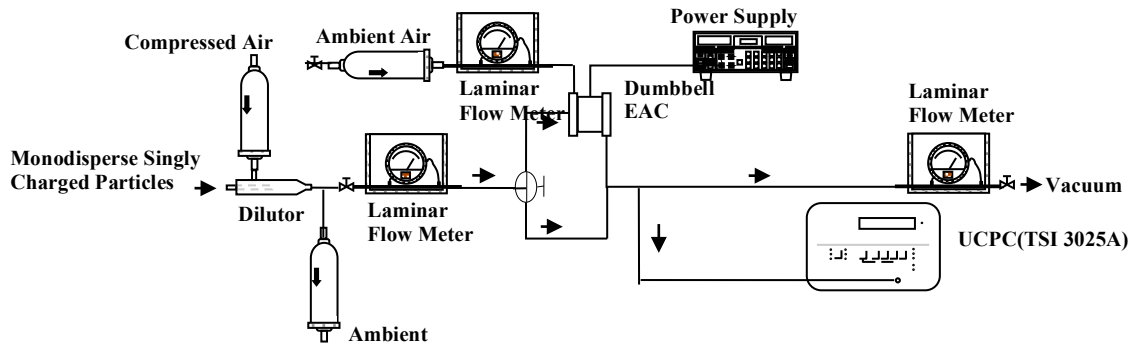 Power Supply
Compressed Air
Ambient Air
Laminar
Flow Meter
Dumbbell
EAC
Laminar
Flow Meter
Monodisperse Singly
Charged Particles
Dilutor
Laminar
Flow Meter
Vacuum
UCPC(TSI 3025A)
Ambient